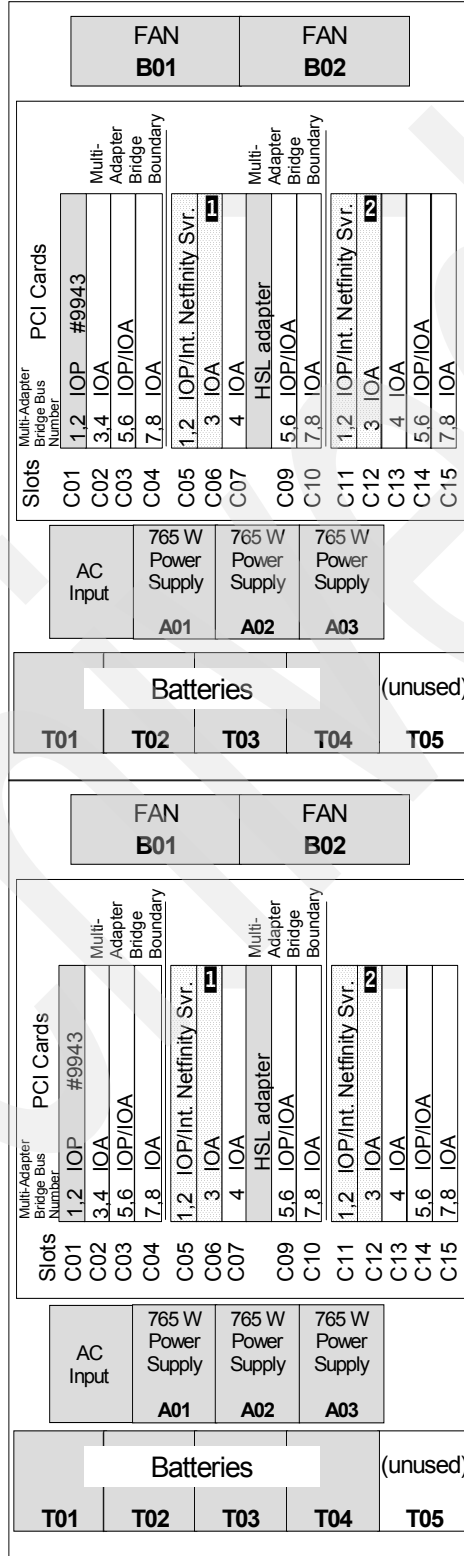 FAN
B01
FAN
B02
Slots
Multi-Adapter
Bridge Bus
Number
PCI Cards
C01 1,2 IOP #9943
C02 3,4 IOA
C03 5,6 IOP/IOA
C04 7,8 IOA
Multi-
Adapter
Bridge
Boundary
C05 1,2 IOP/Int. Netfinity Svr.
C06 3 IOA 1
C07 4 IOA
HSL adapter
C09 5,6 IOP/IOA
C10 7,8 IOA
Multi-
Adapter
Bridge
Boundary
C11 1,2 IOP/Int. Netfinity Svr.
C12 3 IOA 2
C13 4 IOA
C14 5,6 IOP/IOA
C15 7,8 IOA
AC
Input
765 W
Power
Supply
A01
765 W
Power
Supply
A02
765 W
Power
Supply
A03
Batteries
(unused)
T01 T02 T03 T04 T05
FAN
B01
FAN
B02
Slots
Multi-Adapter
Bridge Bus
Number
PCI Cards
C01 1,2 IOP #9943
C02 3,4 IOA
C03 5,6 IOP/IOA
C04 7,8 IOA
Multi-
Adapter
Bridge
Boundary
C05 1,2 IOP/Int. Netfinity Svr.
C06 3 IOA 1
C07 4 IOA
HSL adapter
C09 5,6 IOP/IOA
C10 7,8 IOA
Multi-
Adapter
Bridge
Boundary
C11 1,2 IOP/Int. Netfinity Svr.
C12 3 IOA 2
C13 4 IOA
C14 5,6 IOP/IOA
C15 7,8 IOA
AC
Input
765 W
Power
Supply
A01
765 W
Power
Supply
A02
765 W
Power
Supply
A03
Batteries
(unused)
T01 T02 T03 T04 T05